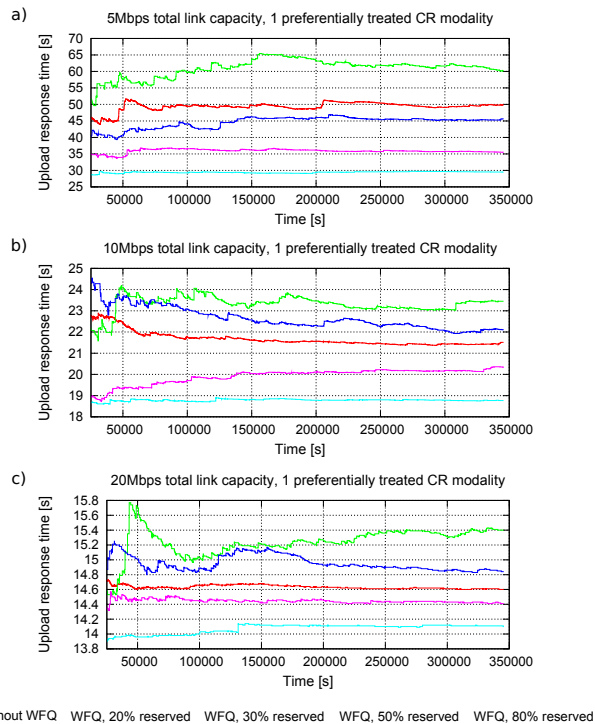 a)
5Mbps total link capacity, 1 preferentially treated CR modality
Upload response time [s]
70
65
60
55
50
45
40
35
30
25
50000 100000 150000 200000 250000 300000 350000
Time [s]
b)
10Mbps total link capacity, 1 preferentially treated CR modality
Upload response time [s]
25
24
23
22
21
20
19
18
50000 100000 150000 200000 250000 300000 350000
Time [s]
c)
20Mbps total link capacity, 1 preferentially treated CR modality
Upload response time [s]
15.8
15.6
15.4
15.2
15
14.8
14.6
14.4
14.2
14
13.8
50000 100000 150000 200000 250000 300000 350000
Time [s]
hout WFQ WFQ, 20% reserved WFQ, 30% reserved WFQ, 50% reserved WFQ, 80% reserved